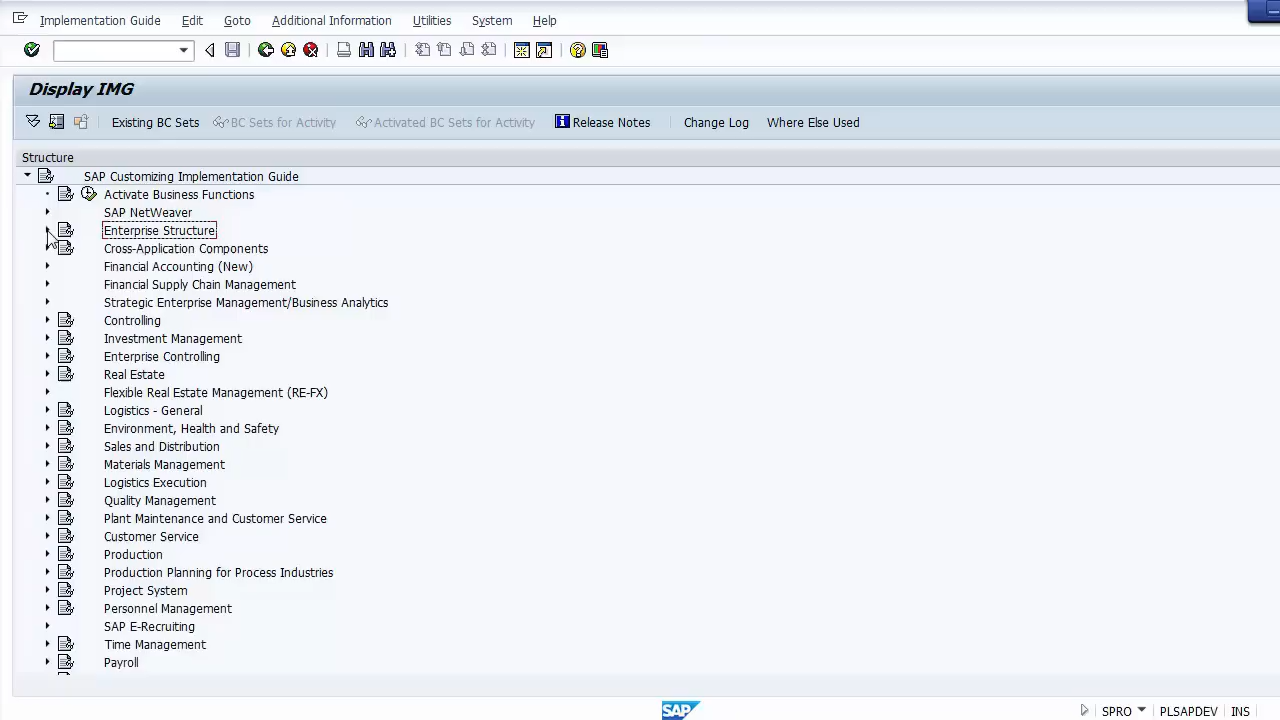 Implementation Guide Edit Goto Additional Information Utilities System Help
Display IMG
Existing BC Sets BC Sets for Activity Activated BC Sets for Activity Release Notes Change Log Where Else Used
Structure
SAP Customizing Implementation Guide
Activate Business Functions
SAP NetWeaver
Enterprise Structure
Cross-Application Components
Financial Accounting (New)
Financial Supply Chain Management
Strategic Enterprise Management/Business Analytics
Controlling
Investment Management
Enterprise Controlling
Real Estate
Flexible Real Estate Management (RE-FX)
Logistics - General
Environment, Health and Safety
Sales and Distribution
Materials Management
Logistics Execution
Quality Management
Plant Maintenance and Customer Service
Customer Service
Production
Production Planning for Process Industries
Project System
Personnel Management
SAP E-Recruiting
Time Management
Payroll
SAP SPRO PLSAPDEV INS